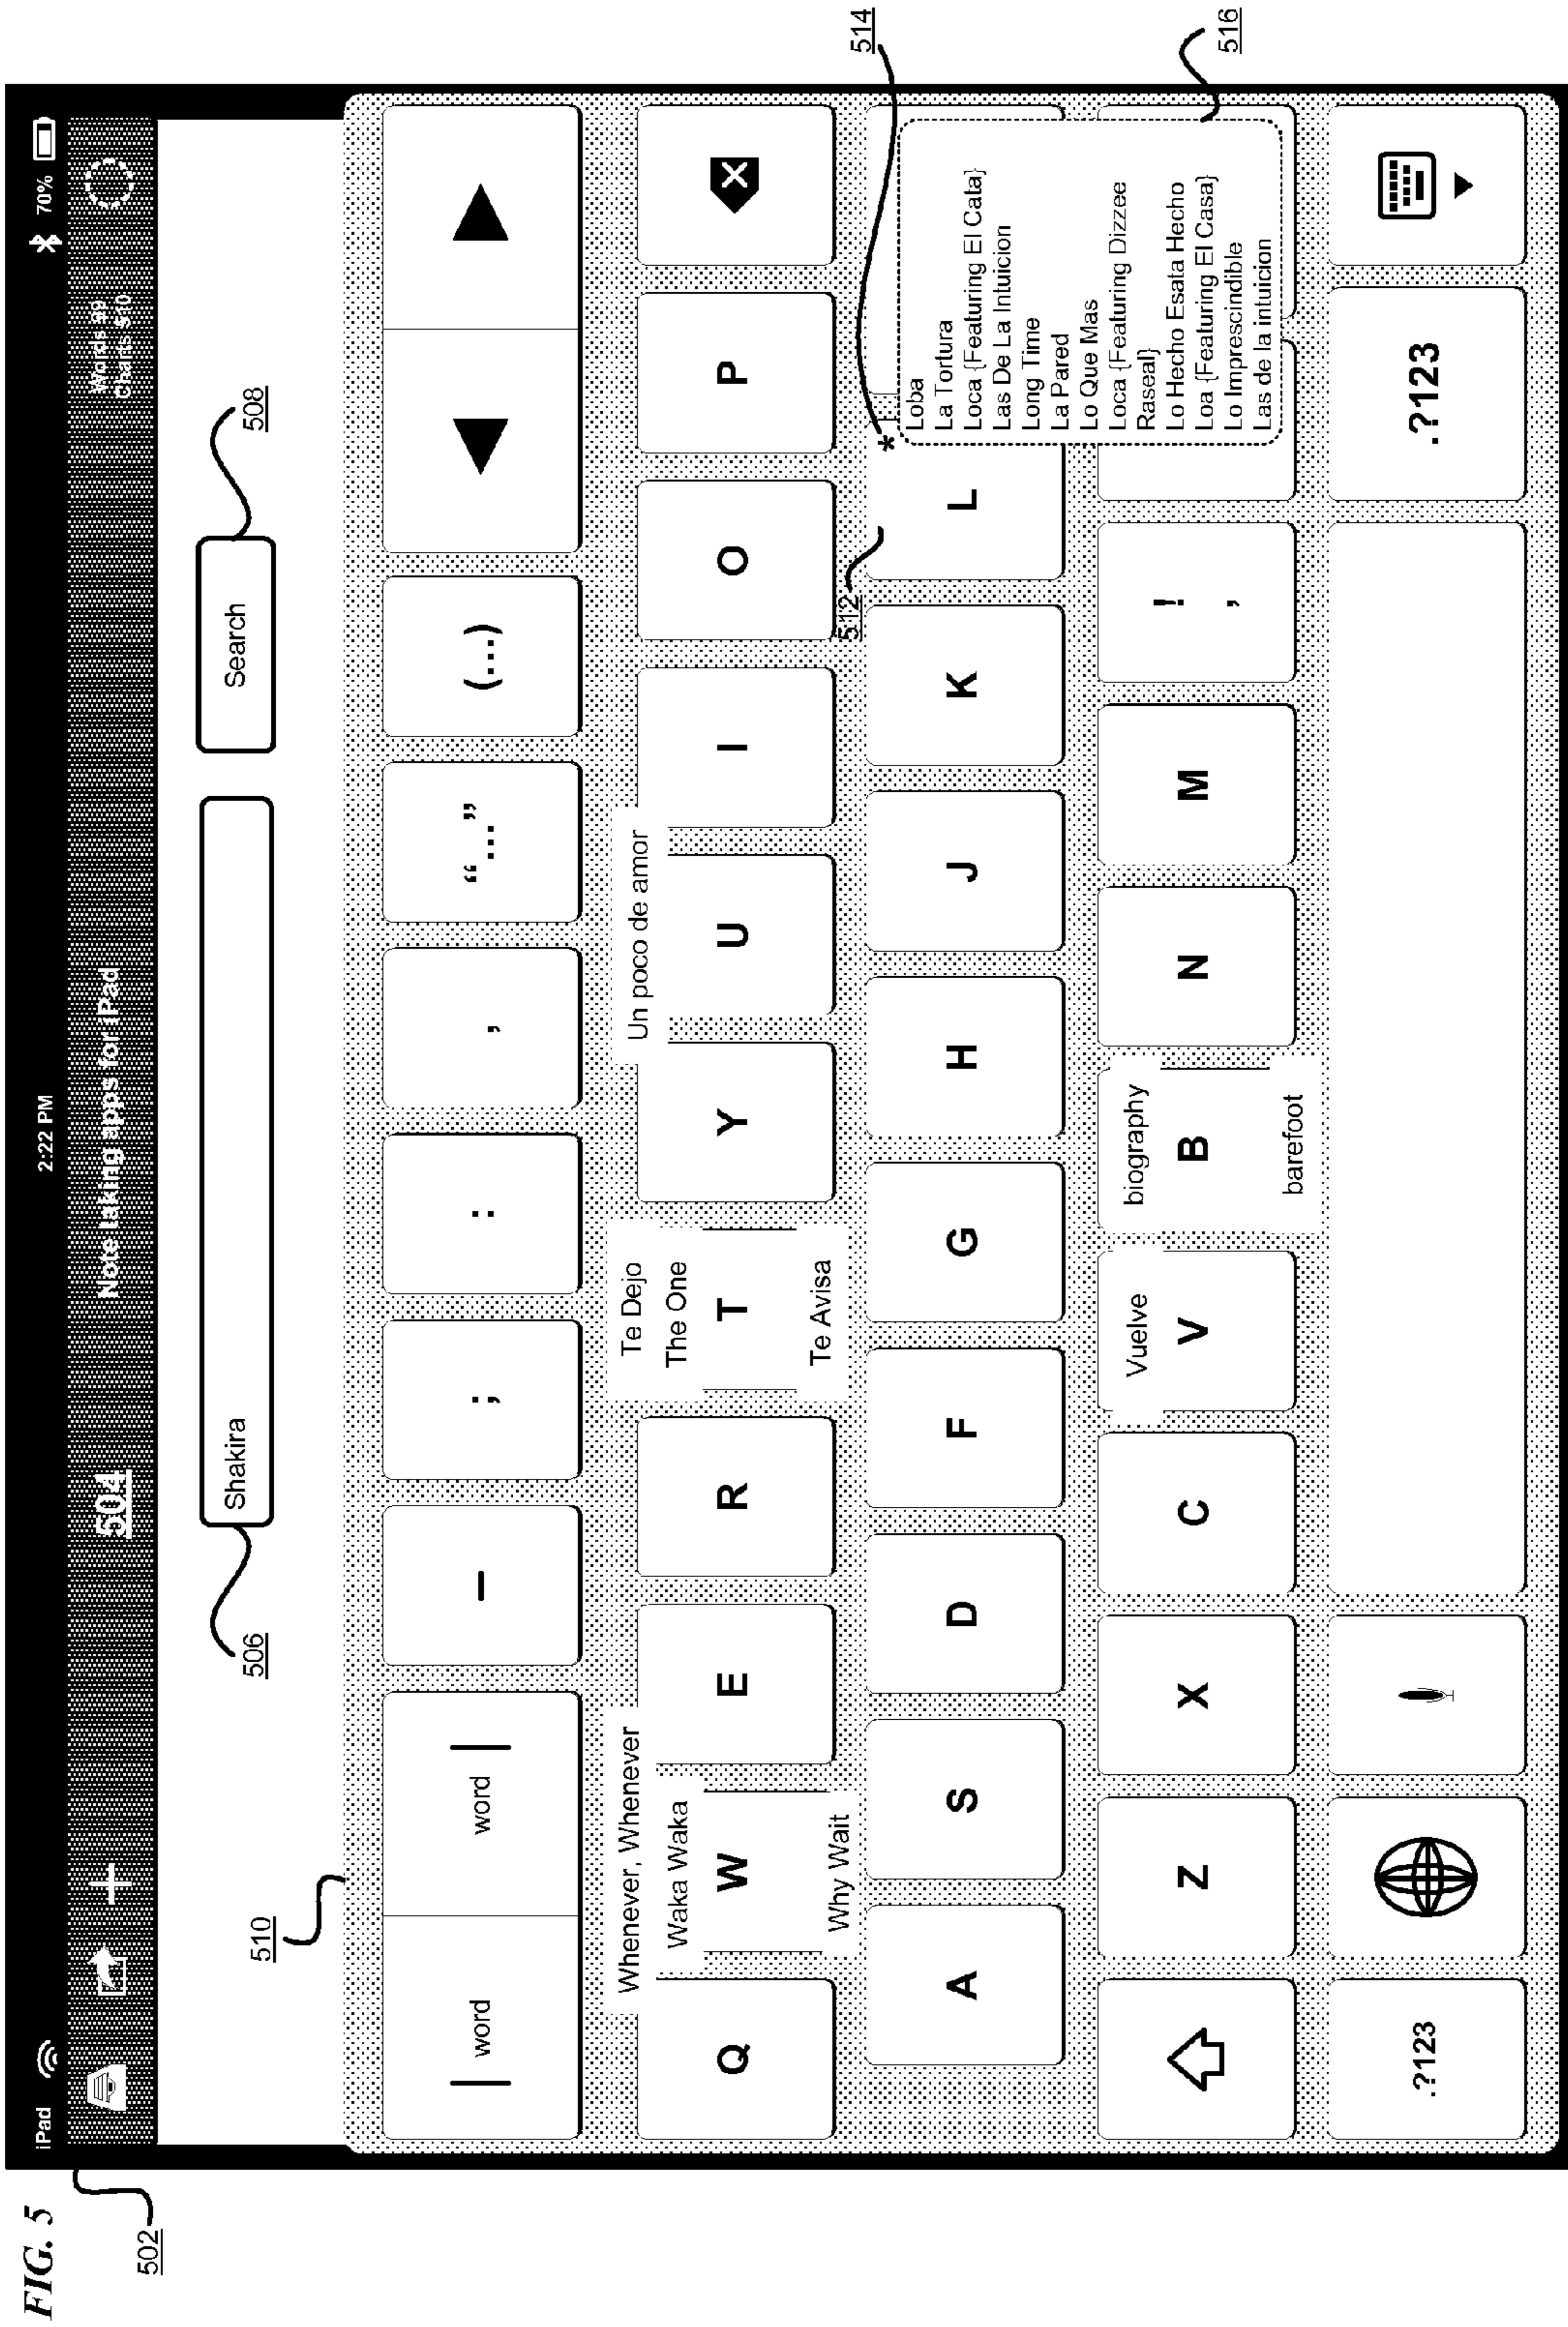 FIG. 5
502
iPad
2:22 PM
70%
504
Note taking apps for iPad
506
Shakira
Search
508
510
word
word
–
;
:
,
“...”
(...)
Whenever, Whenever
Waka Waka
Why Wait
Te Dejo
The One
Te Avisa
Un poco de amor
Q
W
E
R
T
Y
U
I
O
P
512
514
*
A
S
D
F
G
H
J
K
L
Loba
La Tortura
Loca {Featuring El Cata}
Las De La Intuicion
Long Time
La Pared
Lo Que Mas
Loca {Featuring Dizzee
Raseal}
Lo Hecho Esata Hecho
Loa {Featuring El Casa}
Lo Imprescindible
Las de la intuicion
516
Vuelve
biography
Z
X
C
V
B
N
M
!
,
barefoot
.?123
.?123